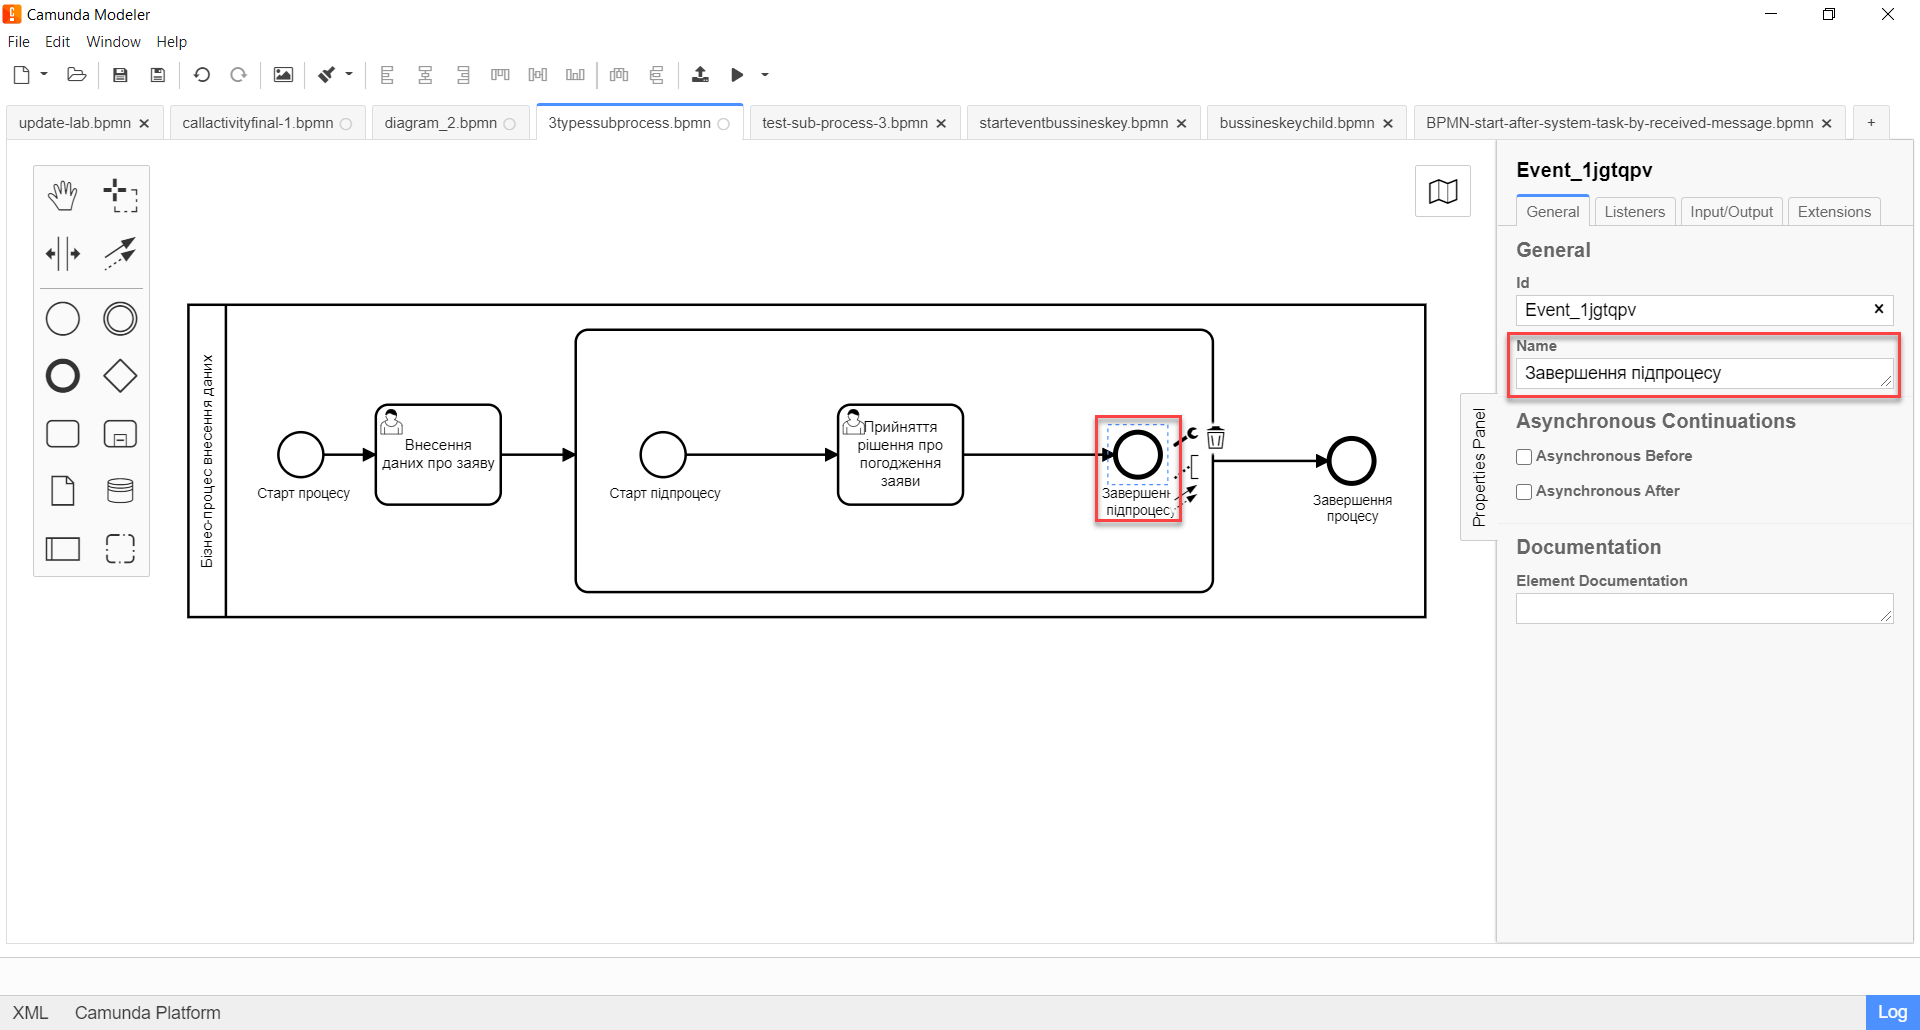 Camunda Modeler
File Edit Window Help
update-lab.bpmn callactivityfinal-1.bpmn diagram_2.bpmn 3typessubprocess.bpmn test-sub-process-3.bpmn starteventbussineskey.bpmn bussineskeychild.bpmn BPMN-start-after-system-task-by-received-message.bpmn +
Бізнес-процес внесення даних
Старт процесу
Внесення
даних про заяву
Старт підпроцесу
Прийняття
рішення про
погодження
заяви
Завершенн
підпроцесу
Завершення
процесу
Properties Panel
Event_1jgtqpv
General Listeners Input/Output Extensions
General
Id
Event_1jgtqpv
Name
Завершення підпроцесу
Asynchronous Continuations
Asynchronous Before
Asynchronous After
Documentation
Element Documentation
XML Camunda Platform Log